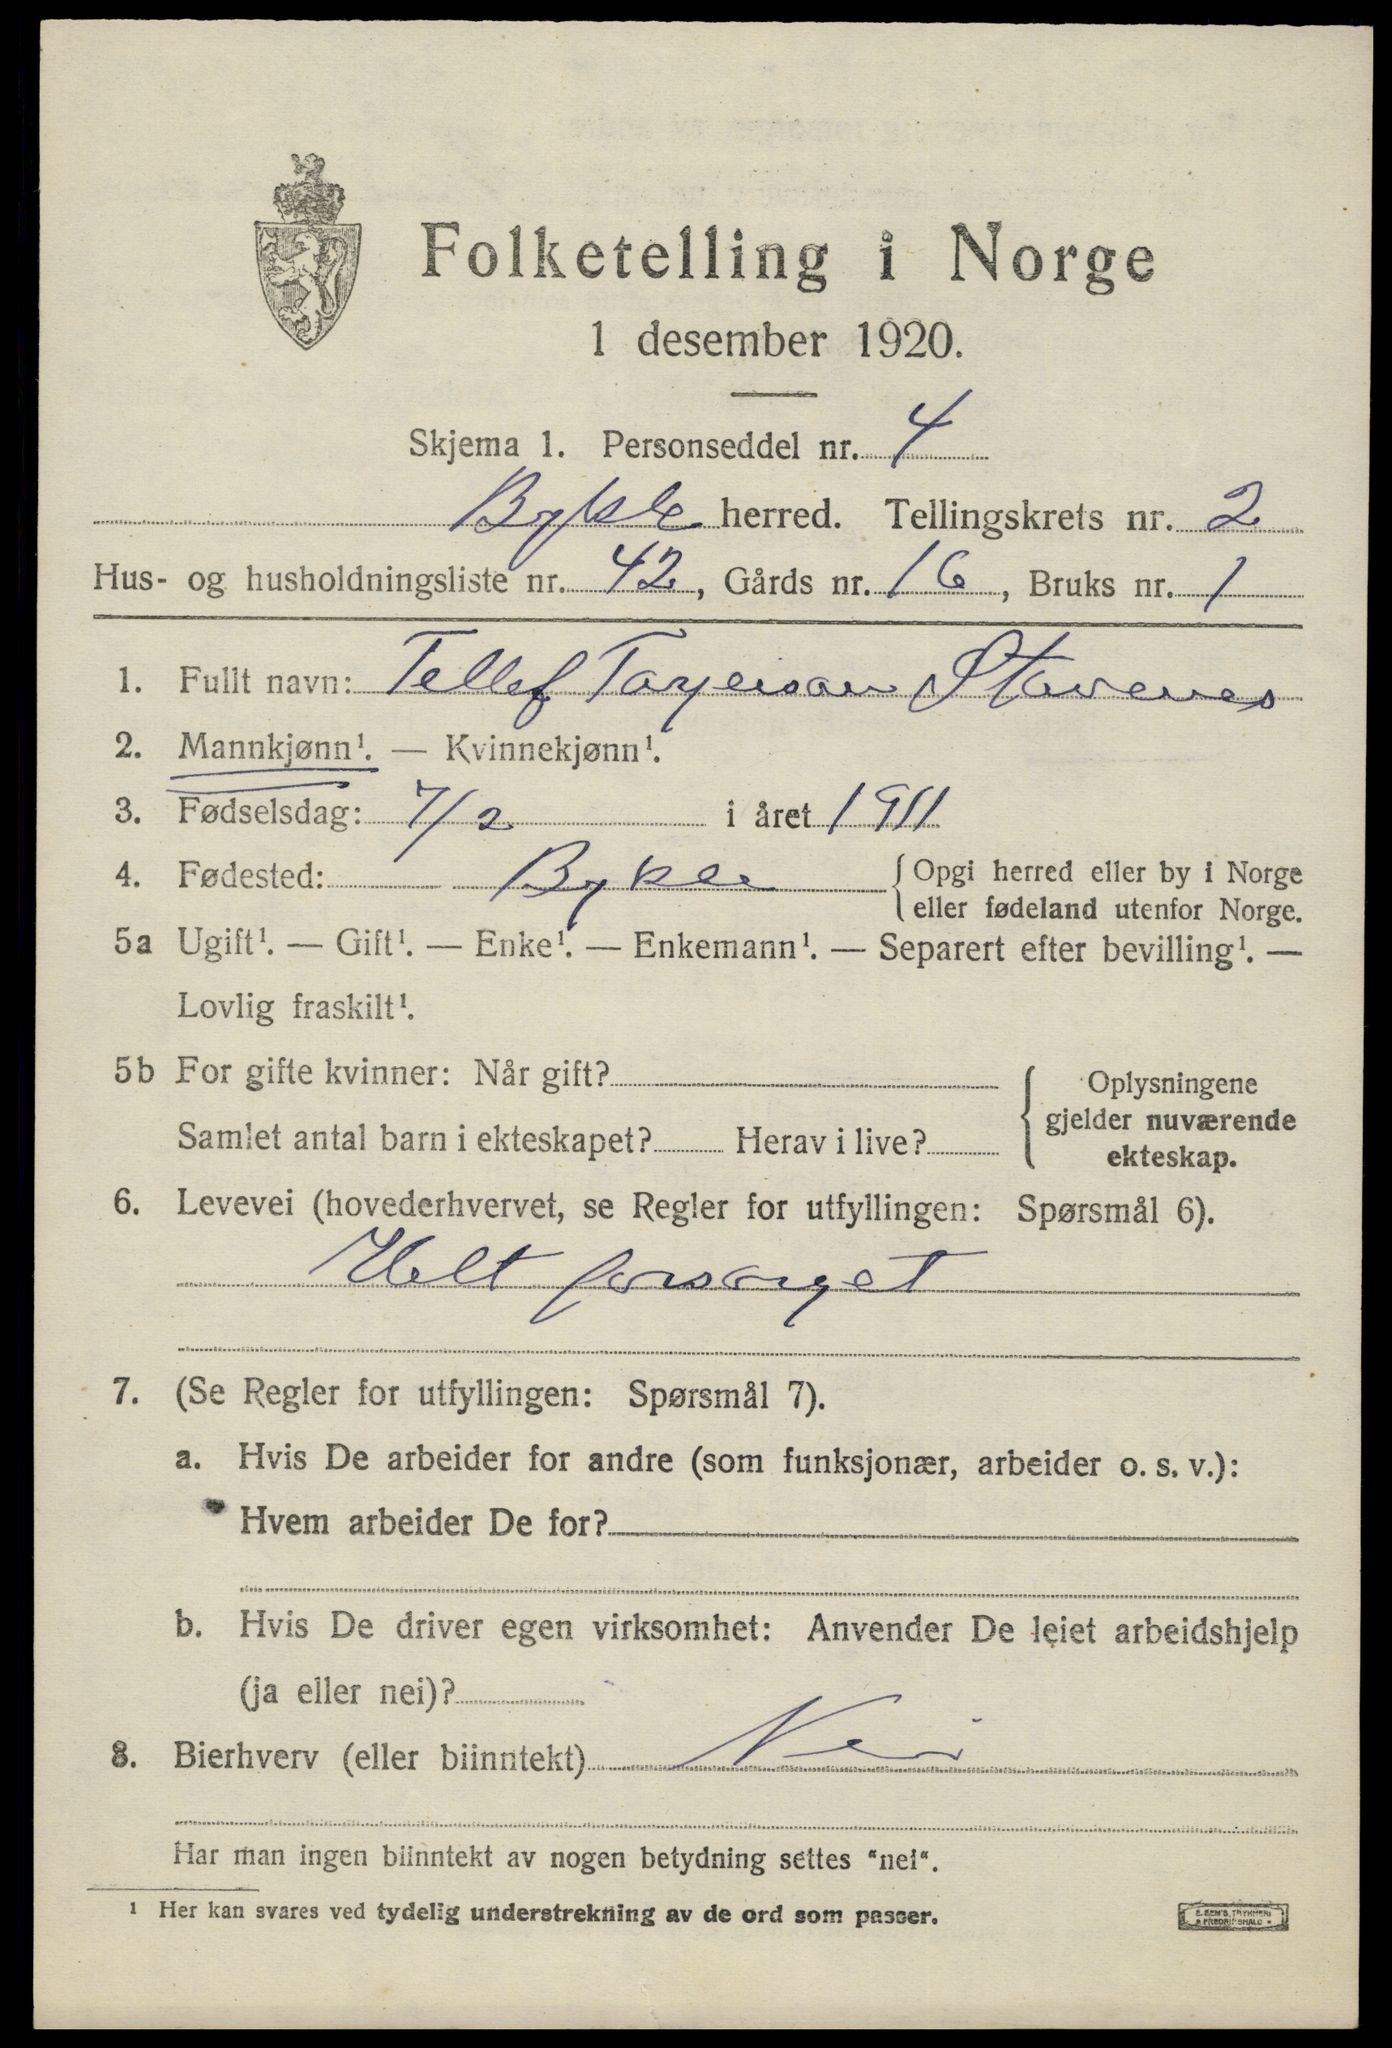 Folketelling i Norge
1 desember 1920.
Skjema 1. Personseddel nr. 4
Bykle herred. Tellingskrets nr. 2
Hus- og husholdningsliste nr. 42, Gårds nr. 16, Bruks nr. 1
1. Fullt navn: Tellef Torjeison Stavenes
2. Mannkjønn¹. — Kvinnekjønn¹.
3. Fødselsdag: 7/2 i året 1911
4. Fødested: Bykle { Opgi herred eller by i Norge
eller fødeland utenfor Norge.
5a Ugift¹. — Gift¹. — Enke¹. — Enkemann¹. — Separert efter bevilling¹. —
Lovlig fraskilt¹.
5b For gifte kvinner: Når gift? { Oplysningene
gjelder nuværende
ekteskap.
Samlet antal barn i ekteskapet? Herav i live?
6. Levevei (hovederhvervet, se Regler for utfyllingen: Spørsmål 6).
Helt forsørget
7. (Se Regler for utfyllingen: Spørsmål 7).
a. Hvis De arbeider for andre (som funksjonær, arbeider o. s. v.):
Hvem arbeider De for?
b. Hvis De driver egen virksomhet: Anvender De leiet arbeidshjelp
(ja eller nei)?
8. Bierhverv (eller biinntekt) Nei
Har man ingen biinntekt av nogen betydning settes "nei".
¹ Her kan svares ved tydelig understrekning av de ord som passer.
E. SEM'S TRYKKERI
FREDRIKSHALD